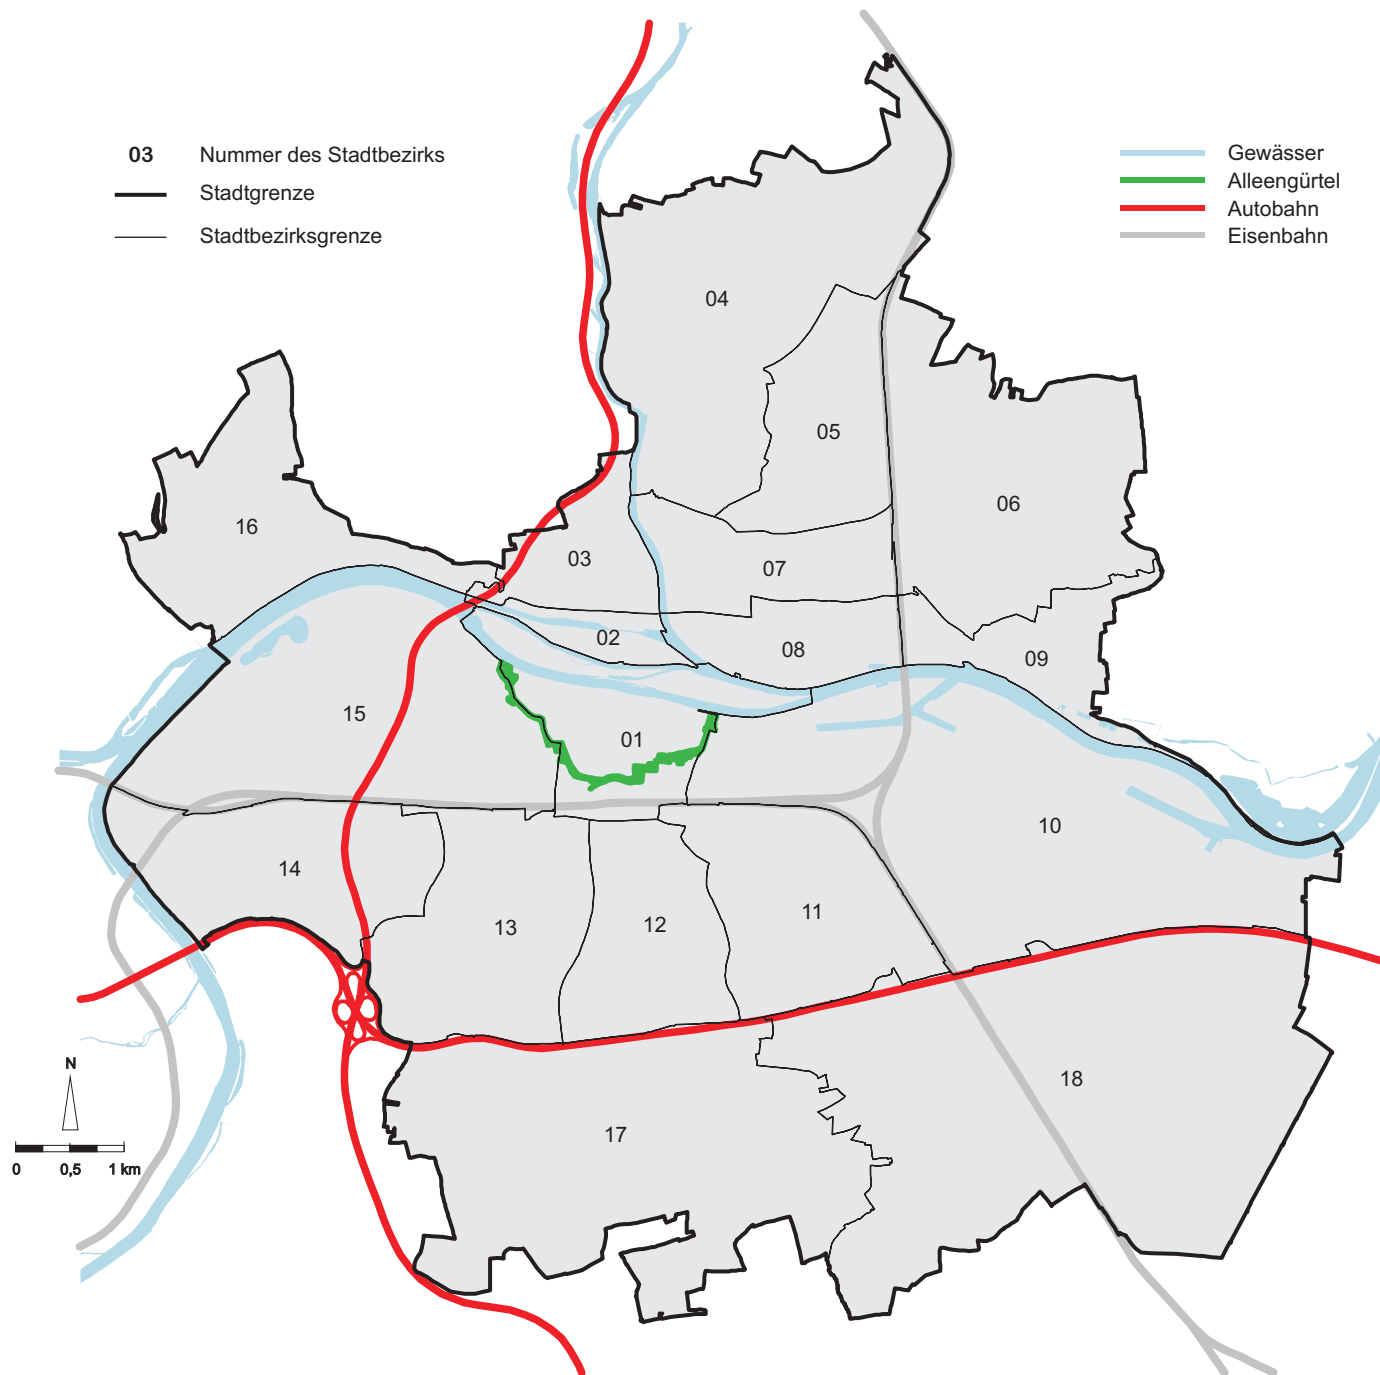 03 Nummer des Stadtbezirks
Stadtgrenze
Stadtbezirksgrenze
Gewässer
Alleengürtel
Autobahn
Eisenbahn
04
05
06
16
03
07
02
08
09
15
01
10
14
13
12
11
18
17
N
0 0,5 1 km